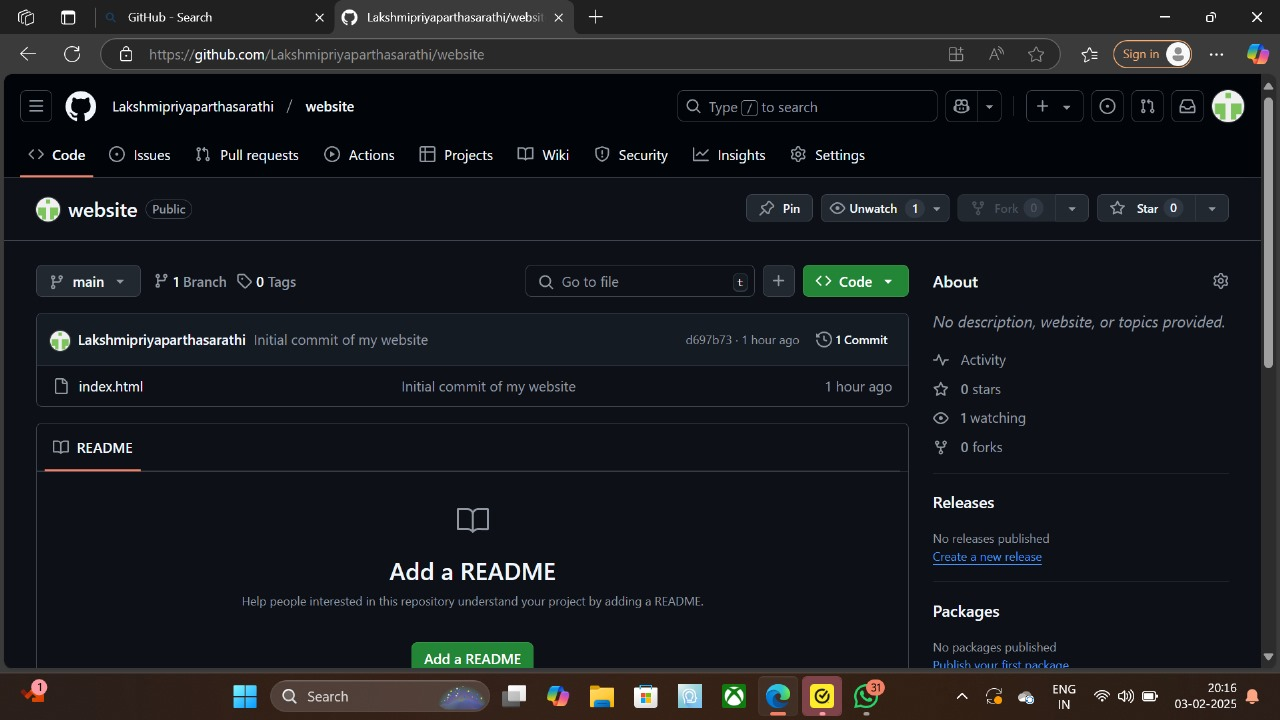 GitHub - Search
Lakshmipriyaparthasarathi/websit
https://github.com/Lakshmipriyaparthasarathi/website
Sign in
Lakshmipriyaparthasarathi / website
Type / to search
Code
Issues
Pull requests
Actions
Projects
Wiki
Security
Insights
Settings
website Public
Pin
Unwatch 1
Fork 0
Star 0
main
1 Branch
0 Tags
Go to file t
Code
Lakshmipriyaparthasarathi Initial commit of my website d697b73 · 1 hour ago 1 Commit
index.html Initial commit of my website 1 hour ago
README
Add a README
Help people interested in this repository understand your project by adding a README.
Add a README
About
No description, website, or topics provided.
Activity
0 stars
1 watching
0 forks
Releases
No releases published
Create a new release
Packages
No packages published
Publish your first package
1
Search
31
ENG
IN
20:16
03-02-2025